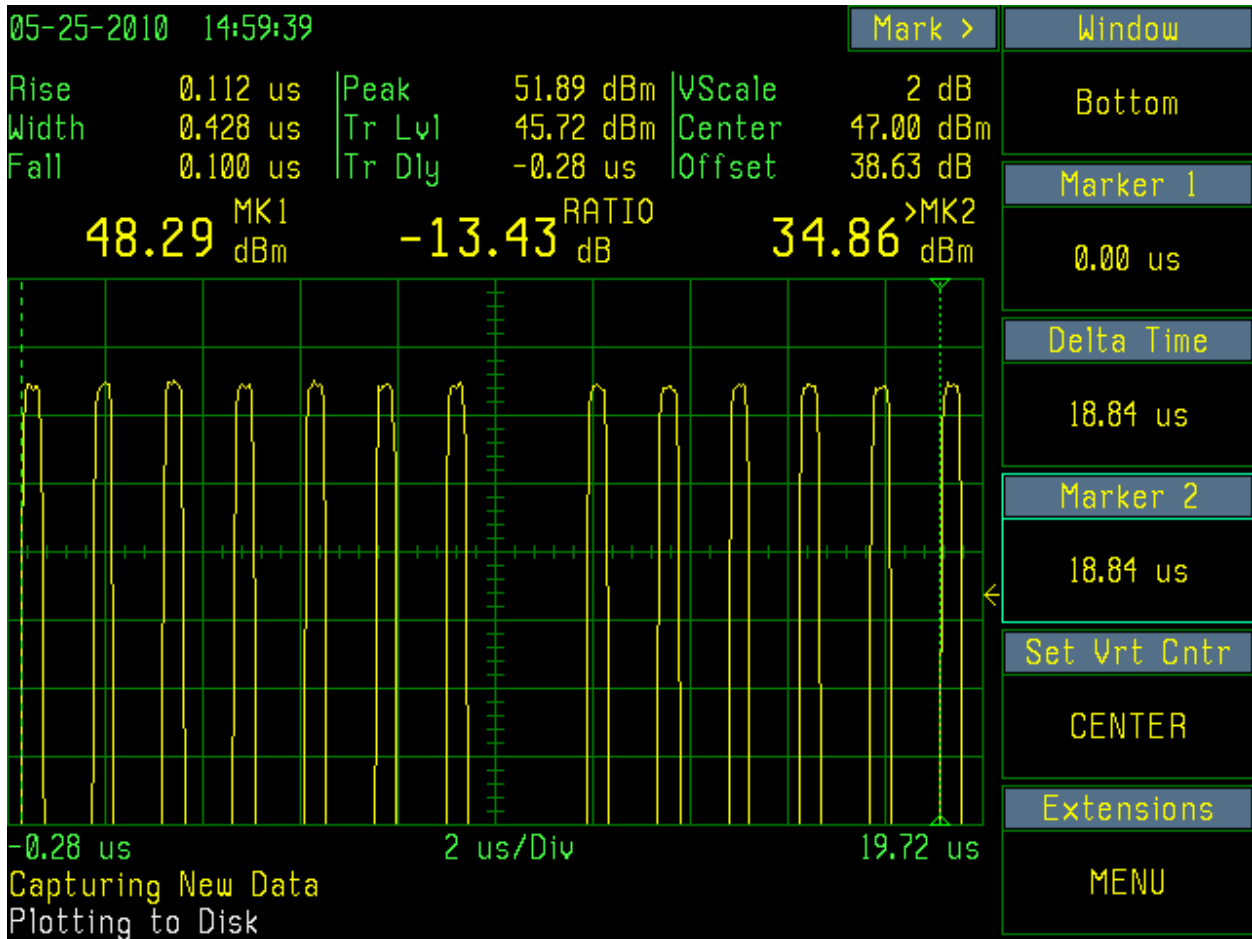 05-25-2010 14:59:39
Mark >
Rise 0.112 us Peak 51.89 dBm VScale 2 dB
Width 0.428 us Tr Lvl 45.72 dBm Center 47.00 dBm
Fall 0.100 us Tr Dly -0.28 us Offset 38.63 dB
48.29 MK1 dBm -13.43 RATIO dB 34.86 >MK2 dBm
-0.28 us 2 us/Div 19.72 us
Capturing New Data
Plotting to Disk
Window
Bottom
Marker 1
0.00 us
Delta Time
18.84 us
Marker 2
18.84 us
Set Vrt Cntr
CENTER
Extensions
MENU